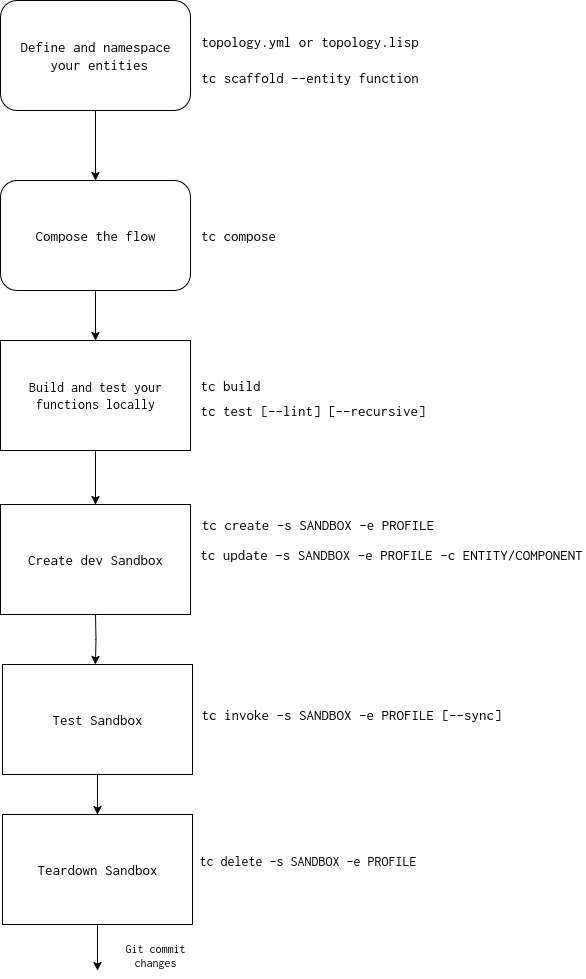 Define and namespace
your entities
topology.yml or topology.lisp
tc scaffold --entity function
Compose the flow
tc compose
Build and test your
functions locally
tc build
tc test [--lint] [--recursive]
Create dev Sandbox
tc create -s SANDBOX -e PROFILE
tc update -s SANDBOX -e PROFILE -c ENTITY/COMPONENT
Test Sandbox
tc invoke -s SANDBOX -e PROFILE [--sync]
Teardown Sandbox
tc delete -s SANDBOX -e PROFILE
Git commit
changes